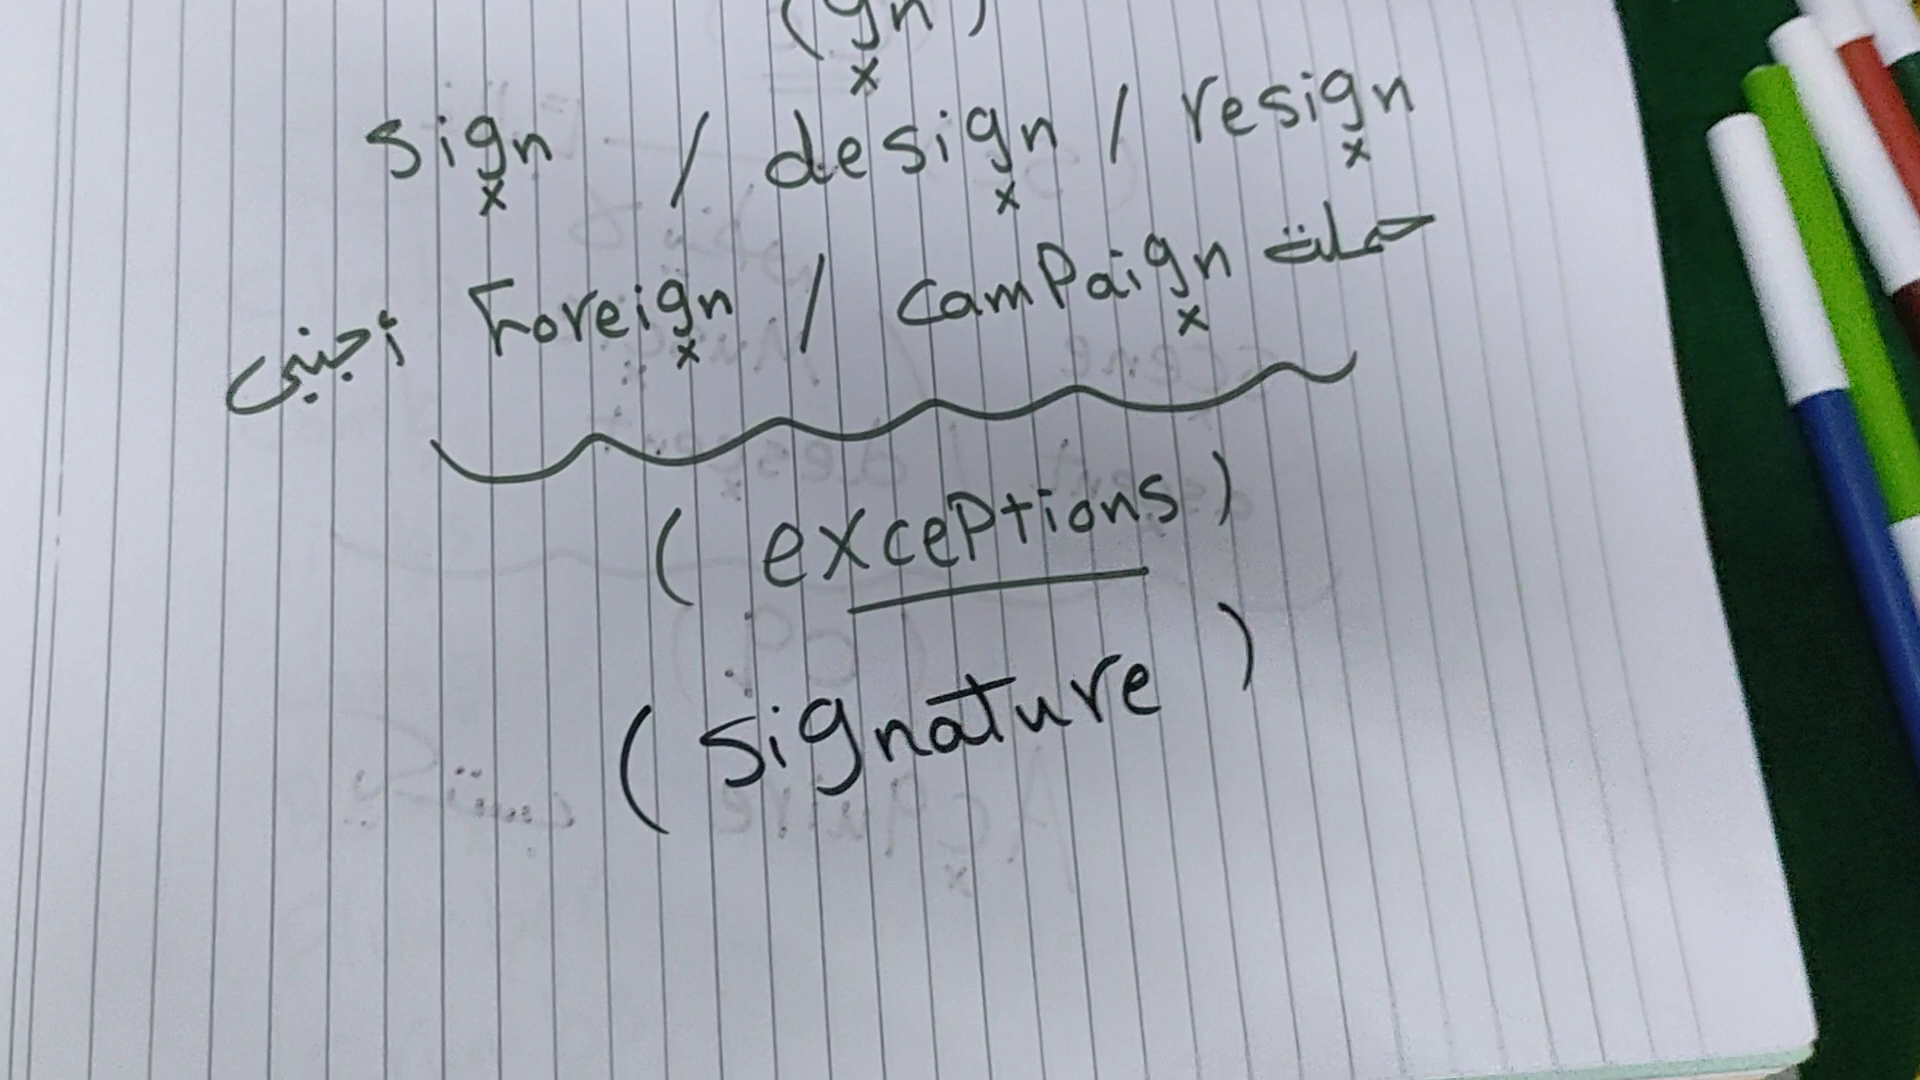 (gn)
x
sign / design / resign
x x x
أجنبي Foreign / camPaign حملة
x x
(exceptions)
(signature)